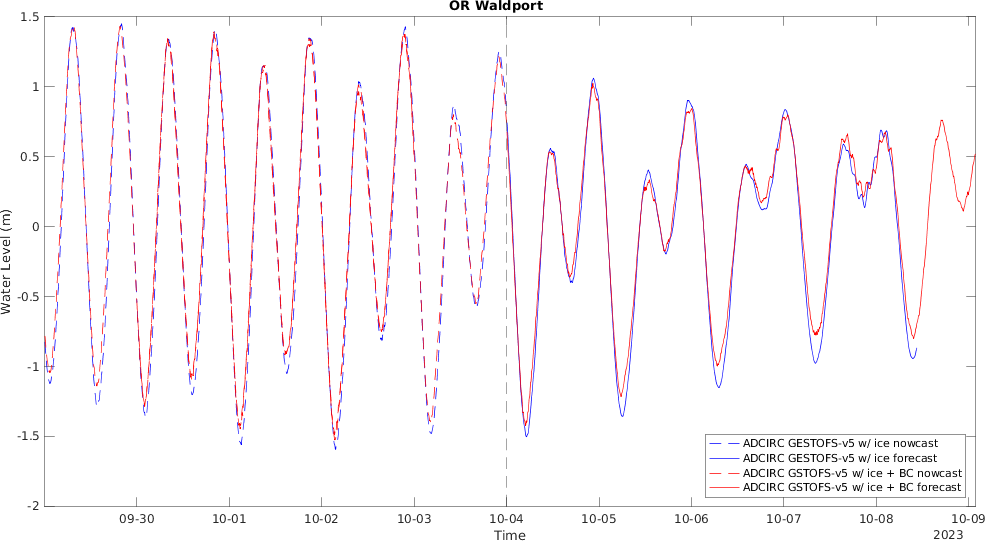 OR Waldport
1.5
1
0.5
0
-0.5
-1
-1.5
-2
Water Level (m)
ADCIRC GESTOFS-v5 w/ ice nowcast
ADCIRC GESTOFS-v5 w/ ice forecast
ADCIRC GSTOFS-v5 w/ ice + BC nowcast
ADCIRC GSTOFS-v5 w/ ice + BC forecast
09-30 10-01 10-02 10-03 10-04 10-05 10-06 10-07 10-08 10-09
Time
2023